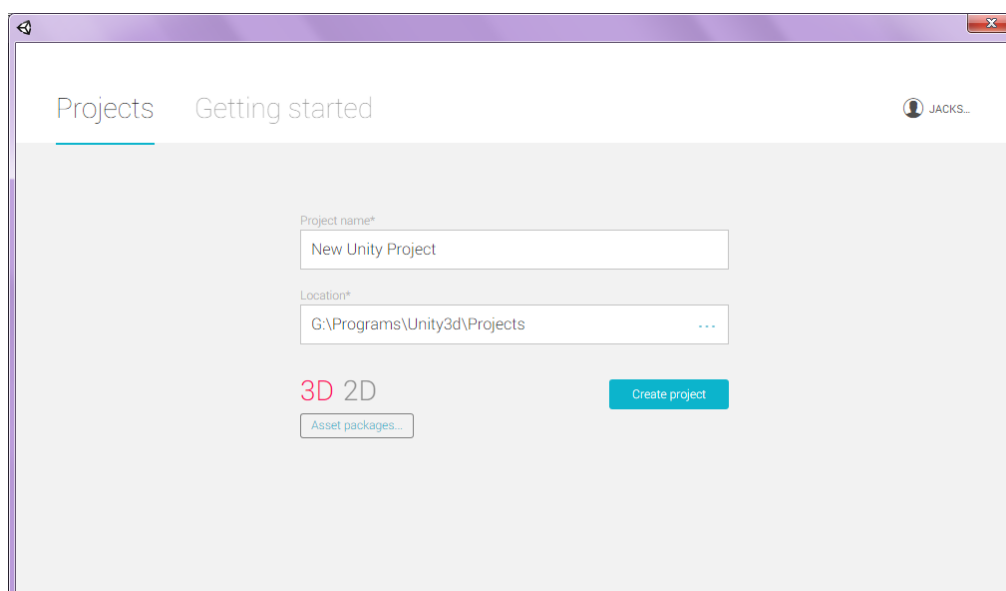 Projects Getting started JACKS...
Project name*
New Unity Project
Location*
G:\Programs\Unity3d\Projects ...
3D 2D Create project
Asset packages...